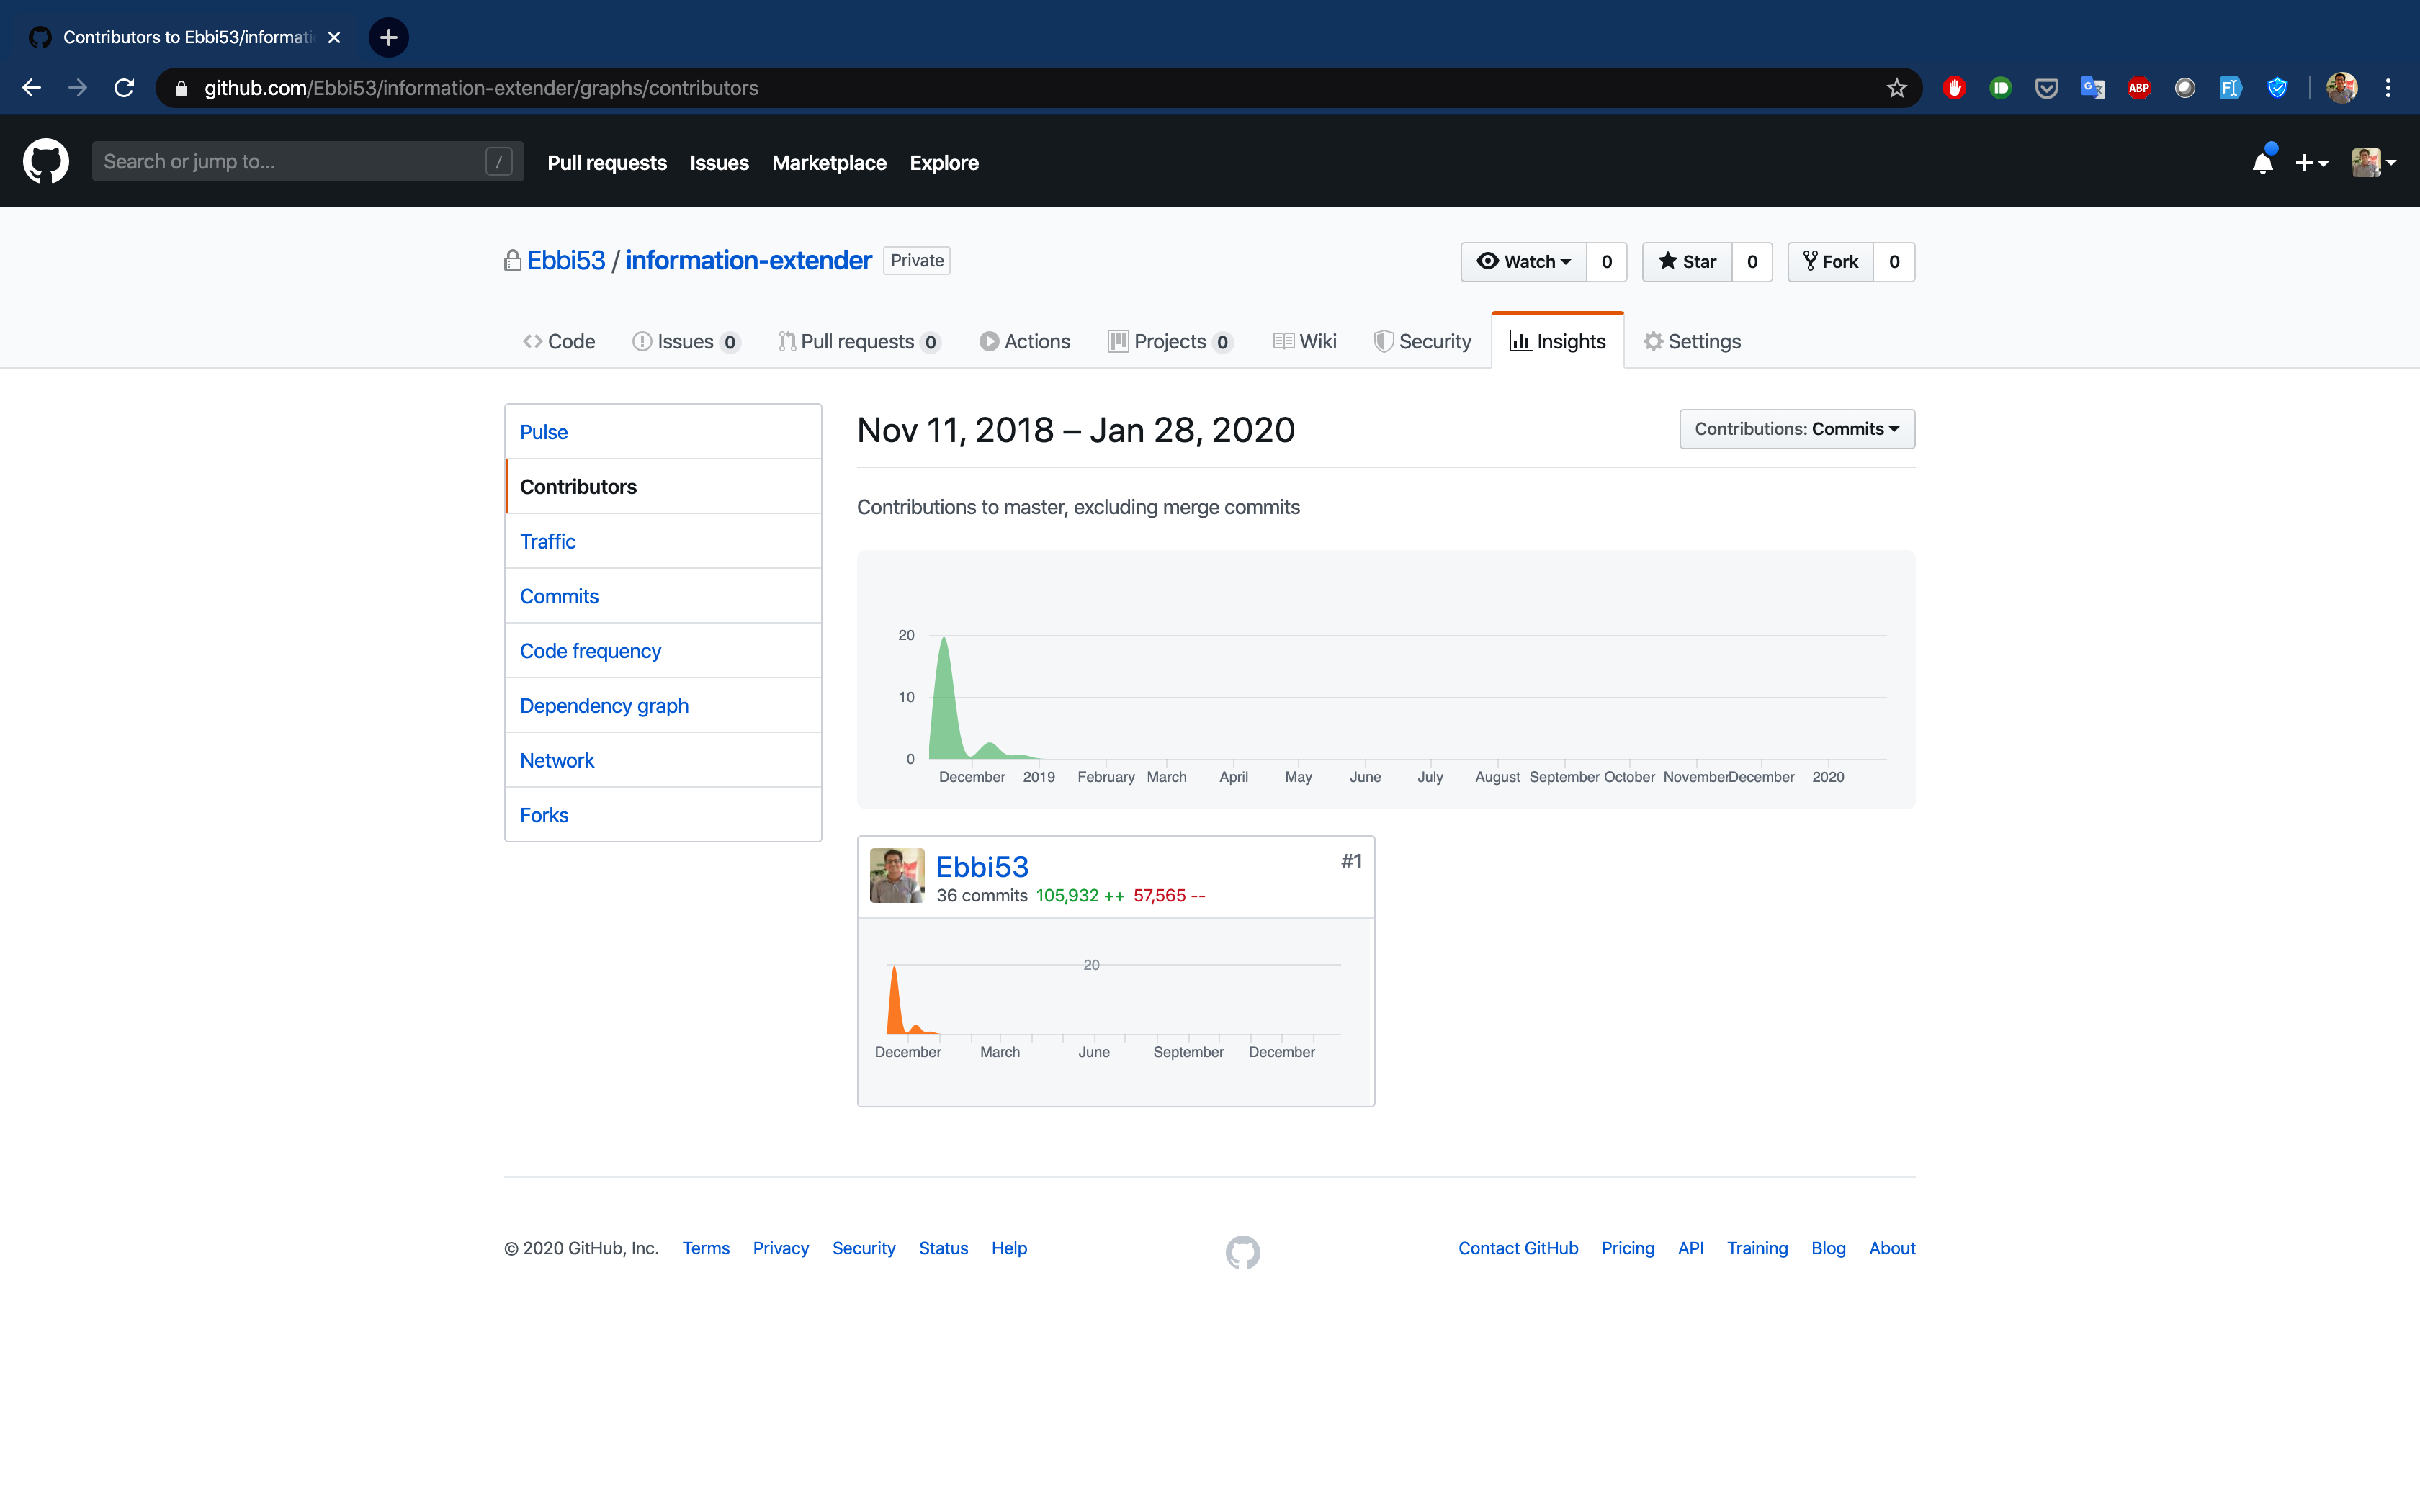 Contributors to Ebbi53/informati
github.com/Ebbi53/information-extender/graphs/contributors
ABP
Search or jump to... /
Pull requests Issues Marketplace Explore
Ebbi53 / information-extender Private
Watch 0 Star 0 Fork 0
Code Issues 0 Pull requests 0 Actions Projects 0 Wiki Security Insights Settings
Pulse
Contributors
Traffic
Commits
Code frequency
Dependency graph
Network
Forks
Nov 11, 2018 – Jan 28, 2020
Contributions: Commits
Contributions to master, excluding merge commits
20
10
0
December 2019 February March April May June July August September October November December 2020
Ebbi53 #1
36 commits 105,932 ++ 57,565 --
20
December March June September December
© 2020 GitHub, Inc. Terms Privacy Security Status Help
Contact GitHub Pricing API Training Blog About